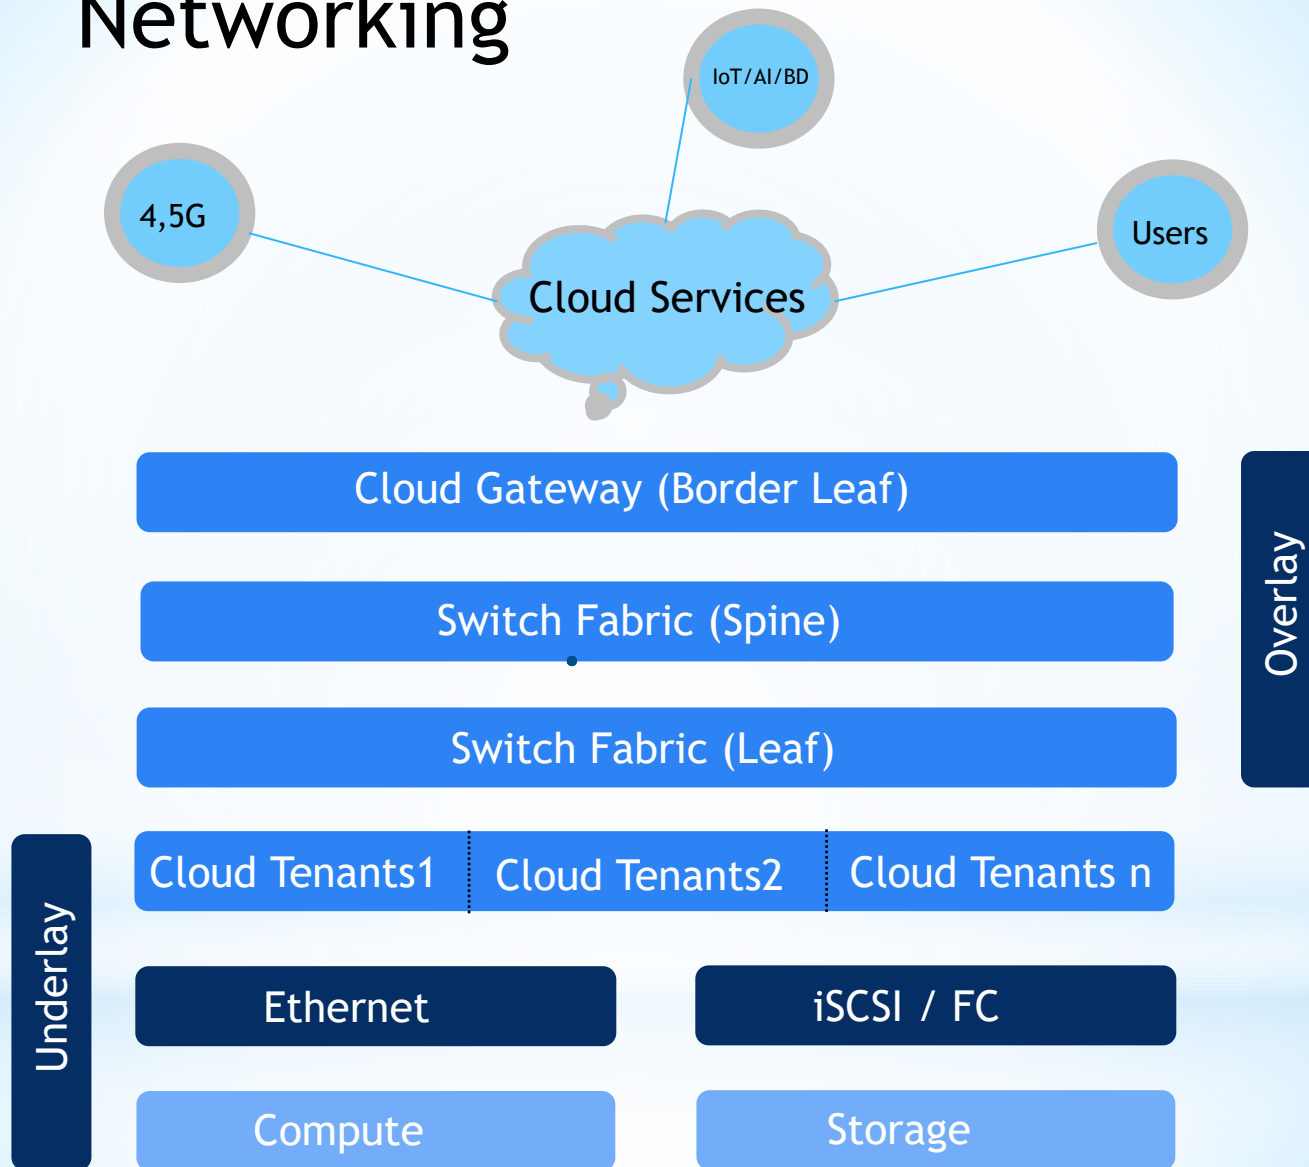 Networking
IoT/AI/BD
4,5G
Users
Cloud Services
Cloud Gateway (Border Leaf)
Switch Fabric (Spine)
Overlay
Switch Fabric (Leaf)
Cloud Tenants1
Cloud Tenants2
Cloud Tenants n
Underlay
Ethernet
iSCSI / FC
Compute
Storage